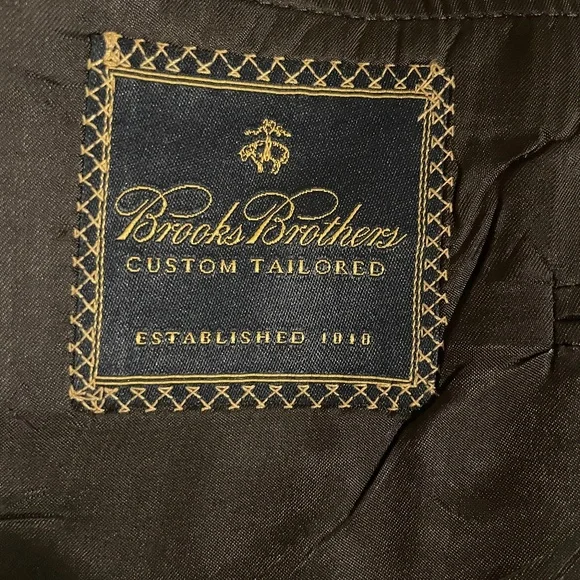 Brooks Brothers
CUSTOM TAILORED
ESTABLISHED 1818